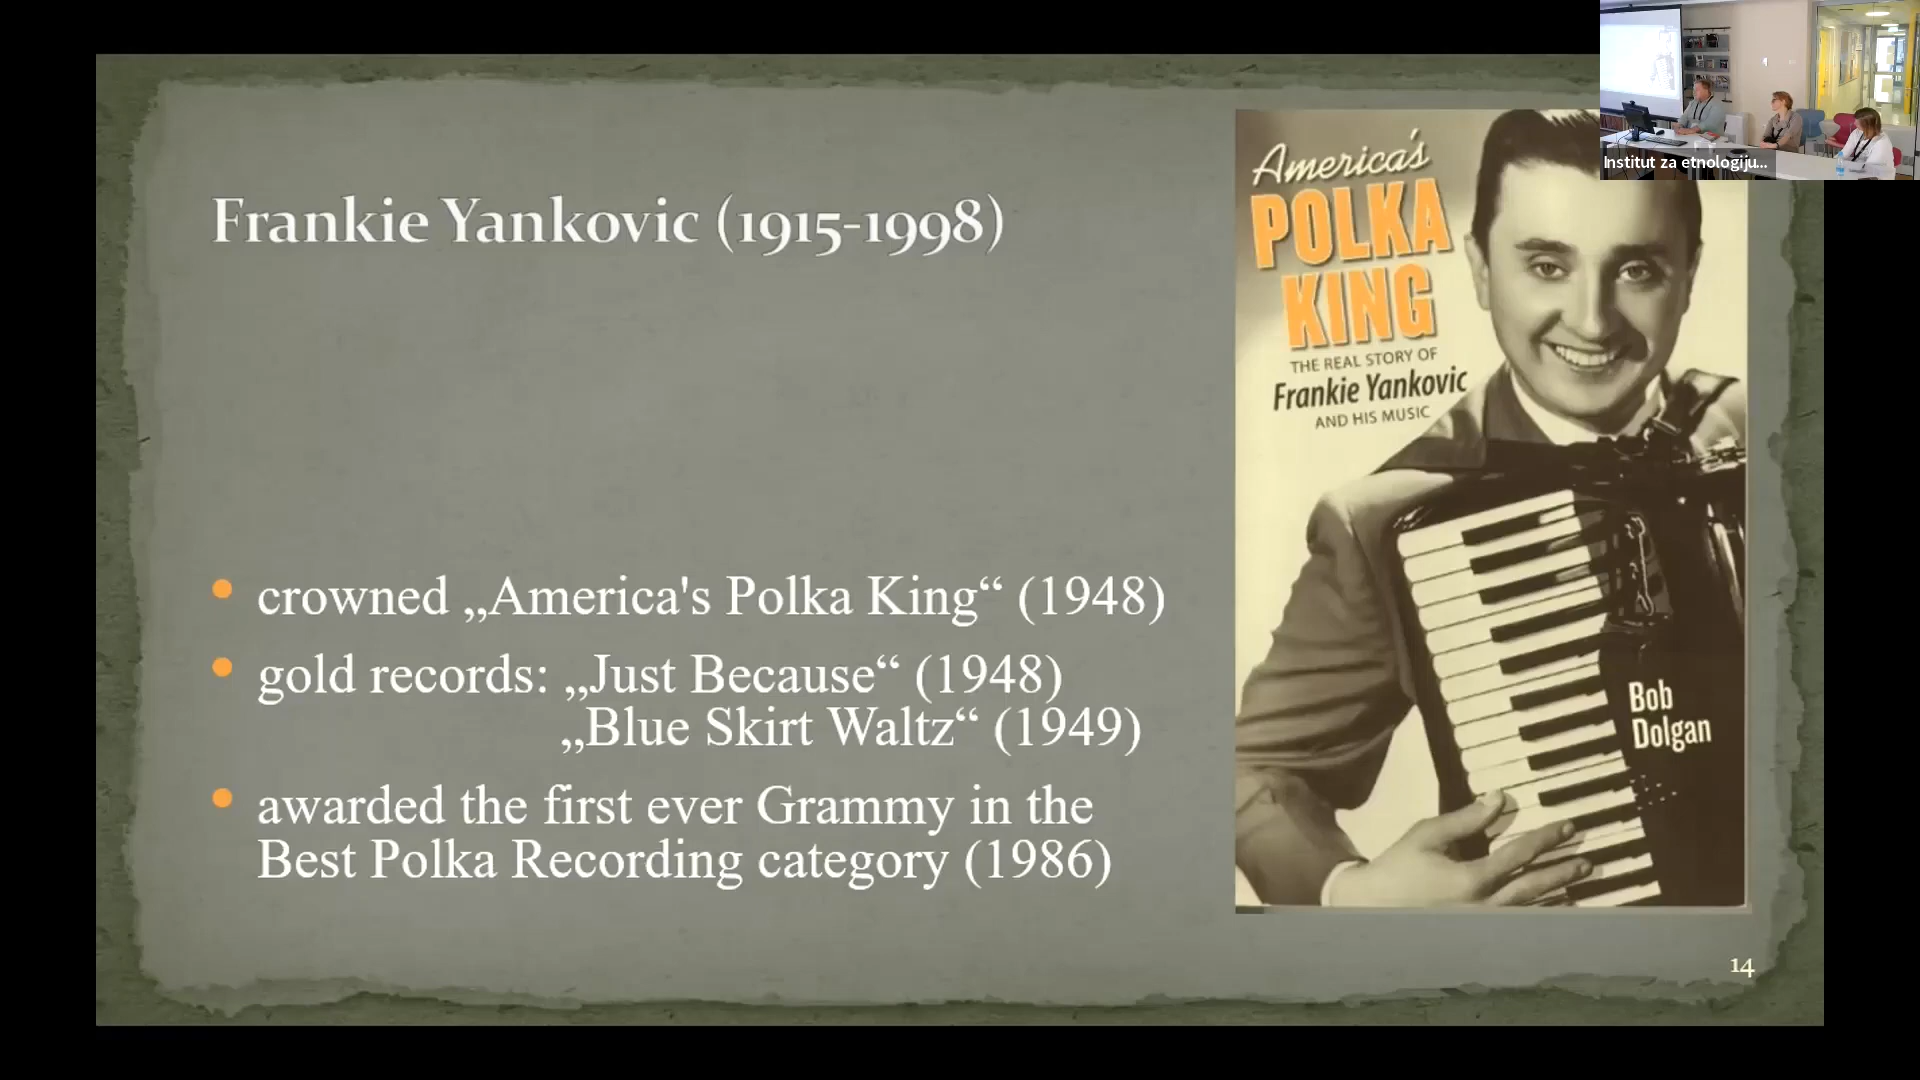 Frankie Yankovic (1915-1998)
• crowned „America's Polka King“ (1948)
• gold records: „Just Because“ (1948)
„Blue Skirt Waltz“ (1949)
• awarded the first ever Grammy in the
Best Polka Recording category (1986)
America's
POLKA
KING
THE REAL STORY OF
Frankie Yankovic
AND HIS MUSIC
Bob
Dolgan
14
Institut za etnologiju...